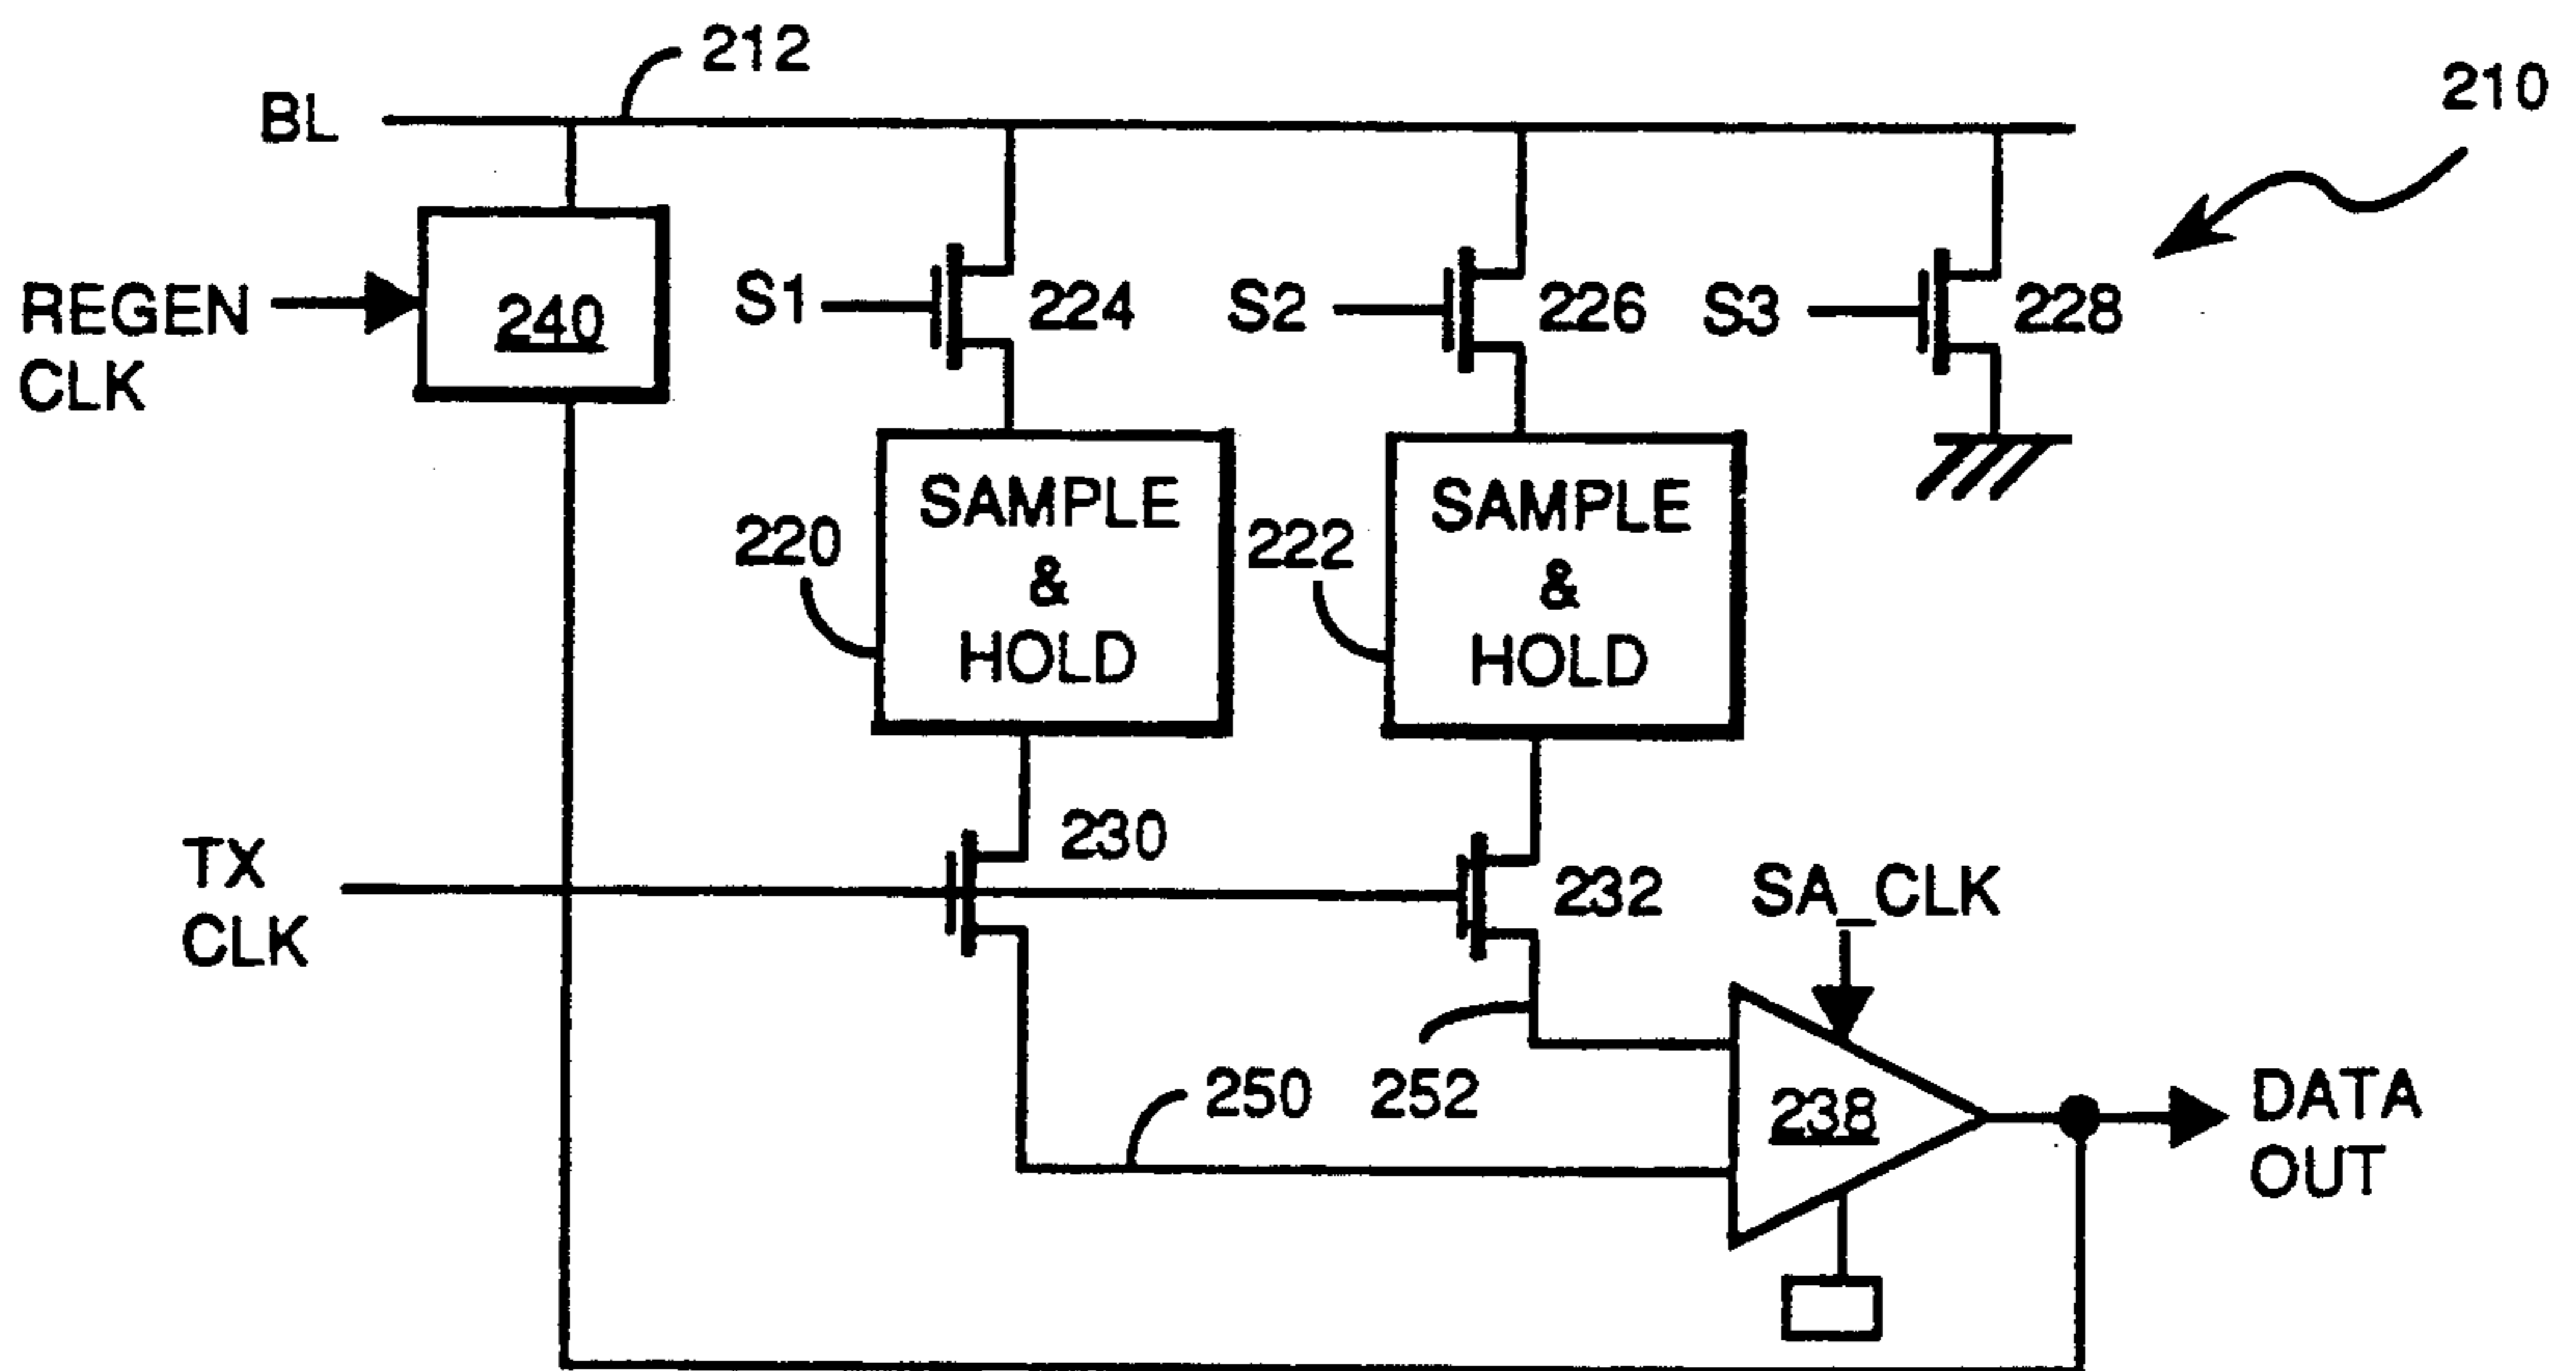 212
210
BL
REGEN
CLK
240
S1
224
S2
226
S3
228
SAMPLE
&
HOLD
220
SAMPLE
&
HOLD
222
TX
CLK
230
232
SA_CLK
250
252
238
DATA
OUT